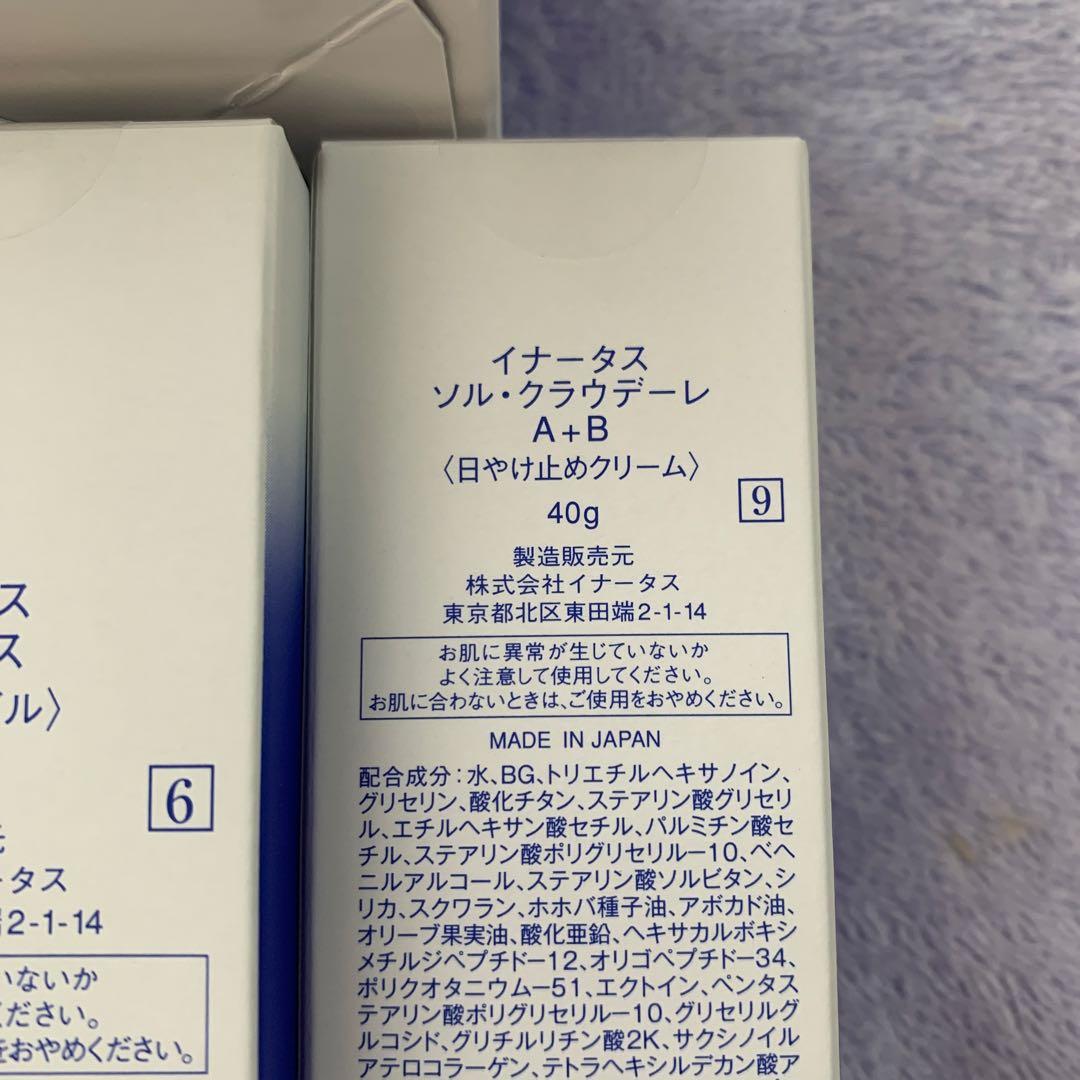 イナータス
ソル・クラウデーレ
A+B
〈日やけ止めクリーム〉
40g
9
製造販売元
株式会社イナータス
東京都北区東田端2-1-14
お肌に異常が生じていないか
よく注意して使用してください。
お肌に合わないときは、ご使用をおやめください。
MADE IN JAPAN
配合成分：水、BG、トリエチルヘキサノイン、
グリセリン、酸化チタン、ステアリン酸グリセリ
ル、エチルヘキサン酸セチル、パルミチン酸セ
チル、ステアリン酸ポリグリセリル－10、ベヘ
ニルアルコール、ステアリン酸ソルビタン、シ
リカ、スクワラン、ホホバ種子油、アボカド油、
オリーブ果実油、酸化亜鉛、ヘキサカルボキシ
メチルジペプチド－12、オリゴペプチド－34、
ポリクオタニウム－51、エクトイン、ペンタス
テアリン酸ポリグリセリル－10、グリセリルグ
ルコシド、グリチルリチン酸2K、サクシノイル
アテロコラーゲン、テトラヘキシルデカン酸ア
ス
ス
ル〉
6
元
ータス
2-1-14
いないか
ください。
をおやめください。